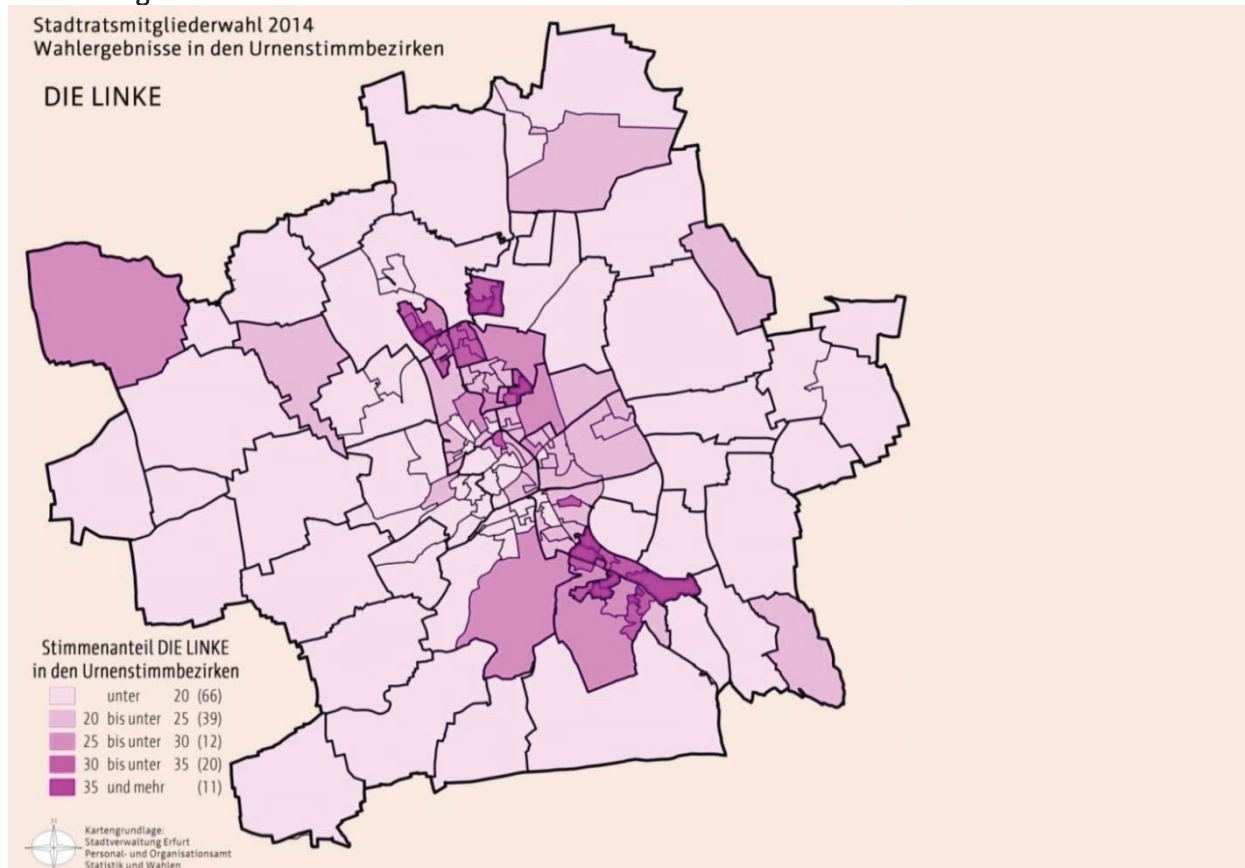 Stadtratsmitgliederwahl 2014
Wahlergebnisse in den Urnenstimmbezirken
DIE LINKE
Stimmenanteil DIE LINKE
in den Urnenstimmbezirken
unter 20 (66)
20 bis unter 25 (39)
25 bis unter 30 (12)
30 bis unter 35 (20)
35 und mehr (11)
N
Kartengrundlage:
Stadtverwaltung Erfurt
Personal- und Organisationsamt
Statistik und Wahlen